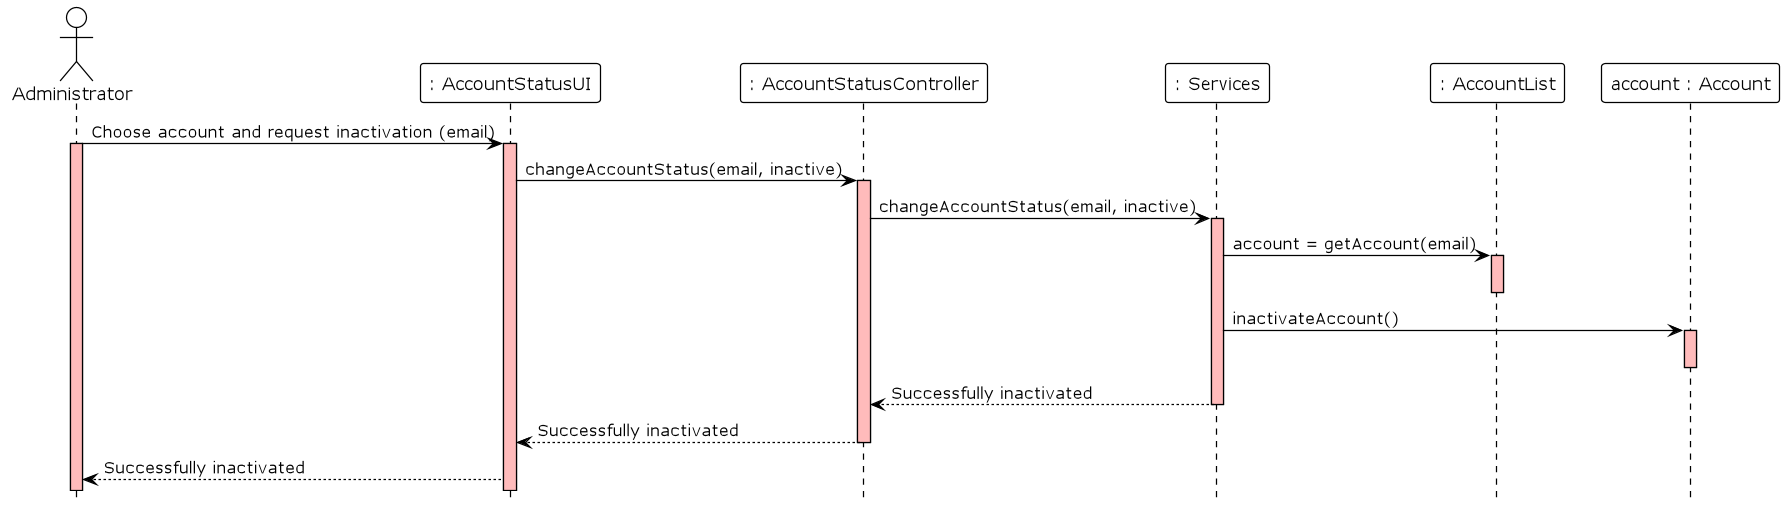 Administrator
: AccountStatusUI
: AccountStatusController
: Services
: AccountList
account : Account
Choose account and request inactivation (email)
changeAccountStatus(email, inactive)
changeAccountStatus(email, inactive)
account = getAccount(email)
inactivateAccount()
Successfully inactivated
Successfully inactivated
Successfully inactivated